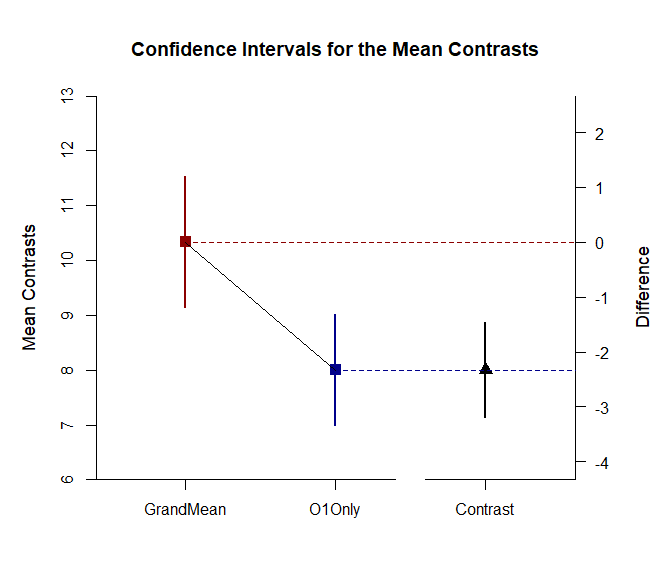 Confidence Intervals for the Mean Contrasts
Mean Contrasts
13
12
11
10
9
8
7
6
2
1
0
-1
-2
-3
-4
Difference
GrandMean
O1Only
Contrast